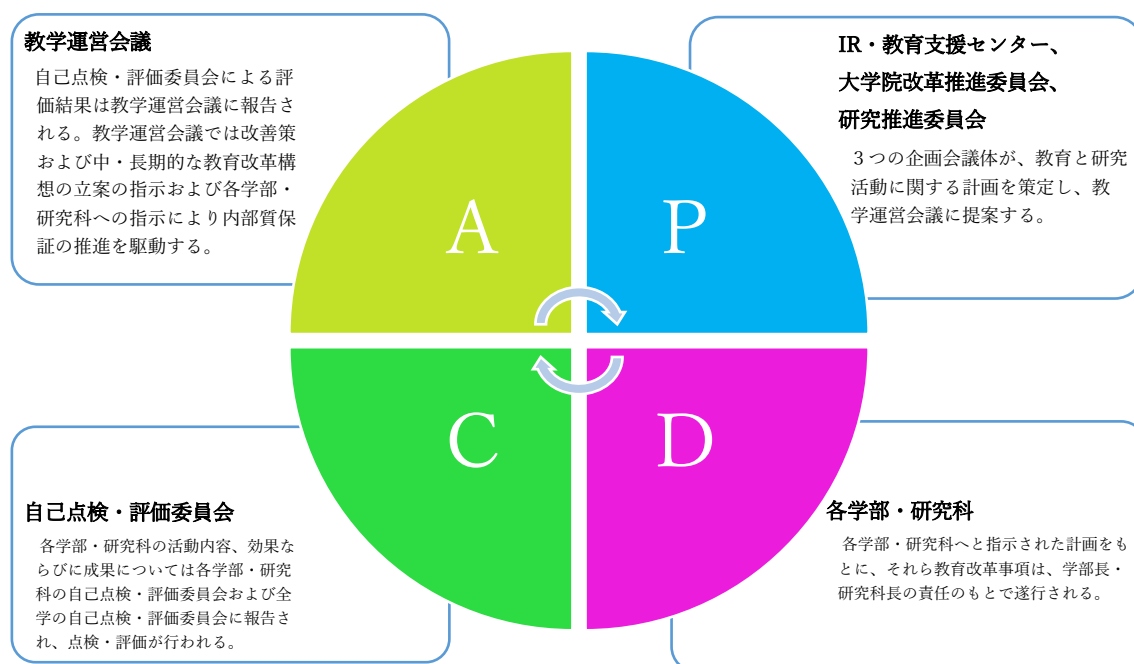 教学運営会議
自己点検・評価委員会による評
価結果は教学運営会議に報告さ
れる。教学運営会議では改善策
および中・長期的な教育改革構
想の立案の指示および各学部・
研究科への指示により内部質保
証の推進を駆動する。
IR・教育支援センター、
大学院改革推進委員会、
研究推進委員会
３つの企画会議体が、教育と研究
活動に関する計画を策定し、教
学運営会議に提案する。
A
P
C
D
自己点検・評価委員会
各学部・研究科の活動内容、効果な
らびに成果については各学部・研究
科の自己点検・評価委員会および全
学の自己点検・評価委員会に報告さ
れ、点検・評価が行われる。
各学部・研究科
各学部・研究科へと指示された計画をも
とに、それら教育改革事項は、学部長・
研究科長の責任のもとで遂行される。